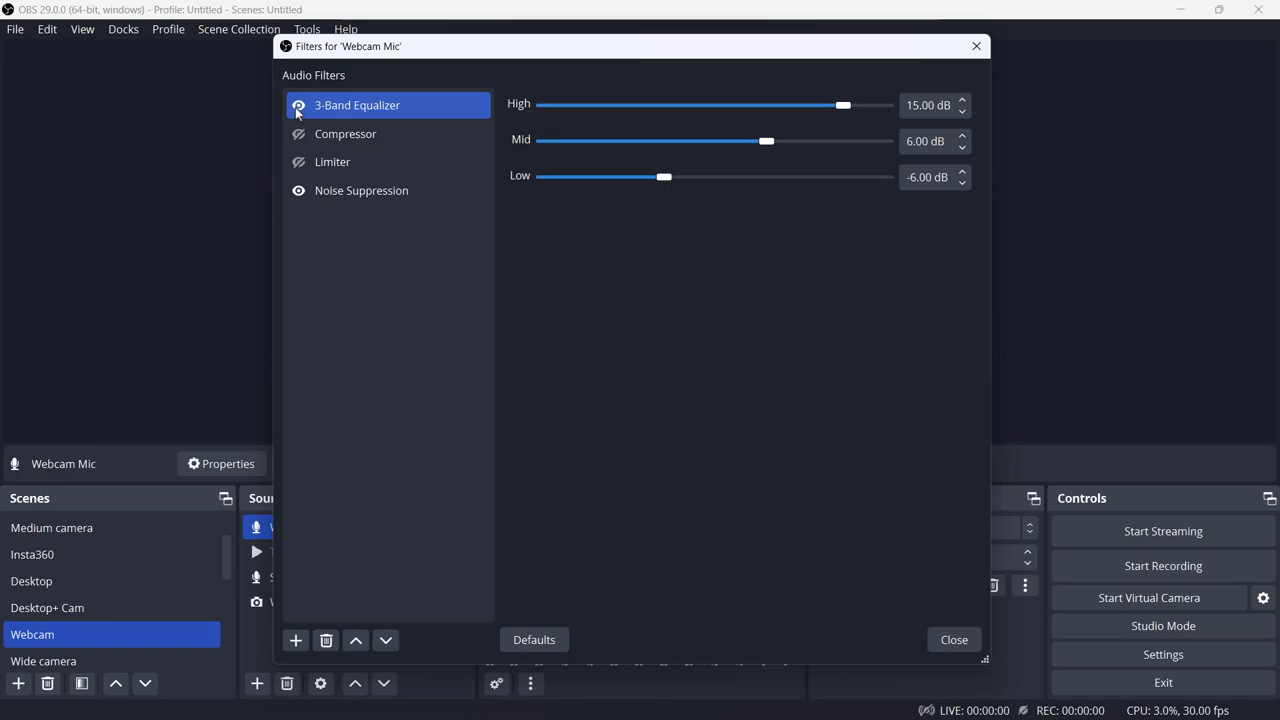 OBS 29.0.0 (64-bit, windows) - Profile: Untitled - Scenes: Untitled
File Edit View Docks Profile Scene Collection Tools Help
Filters for 'Webcam Mic'
Audio Filters
3-Band Equalizer
Compressor
Limiter
Noise Suppression
High 15.00 dB
Mid 6.00 dB
Low -6.00 dB
Defaults
Close
Webcam Mic
Properties
Scenes
Medium camera
Insta360
Desktop
Desktop+ Cam
Webcam
Wide camera
Controls
Start Streaming
Start Recording
Start Virtual Camera
Studio Mode
Settings
Exit
LIVE: 00:00:00 REC: 00:00:00 CPU: 3.0%, 30.00 fps